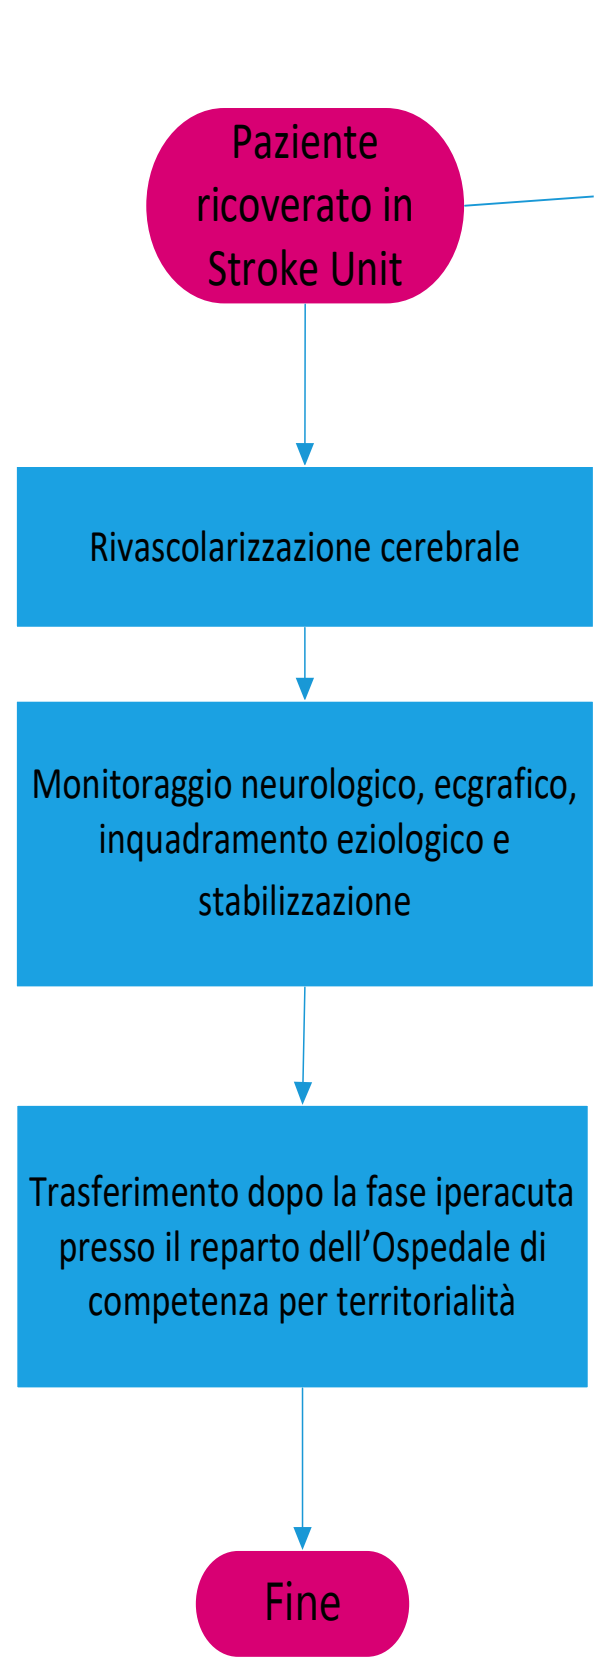 Paziente
ricoverato in
Stroke Unit
Rivascolarizzazione cerebrale
Monitoraggio neurologico, ecgrafico,
inquadramento eziologico e
stabilizzazione
Trasferimento dopo la fase iperacuta
presso il reparto dell’Ospedale di
competenza per territorialità
Fine